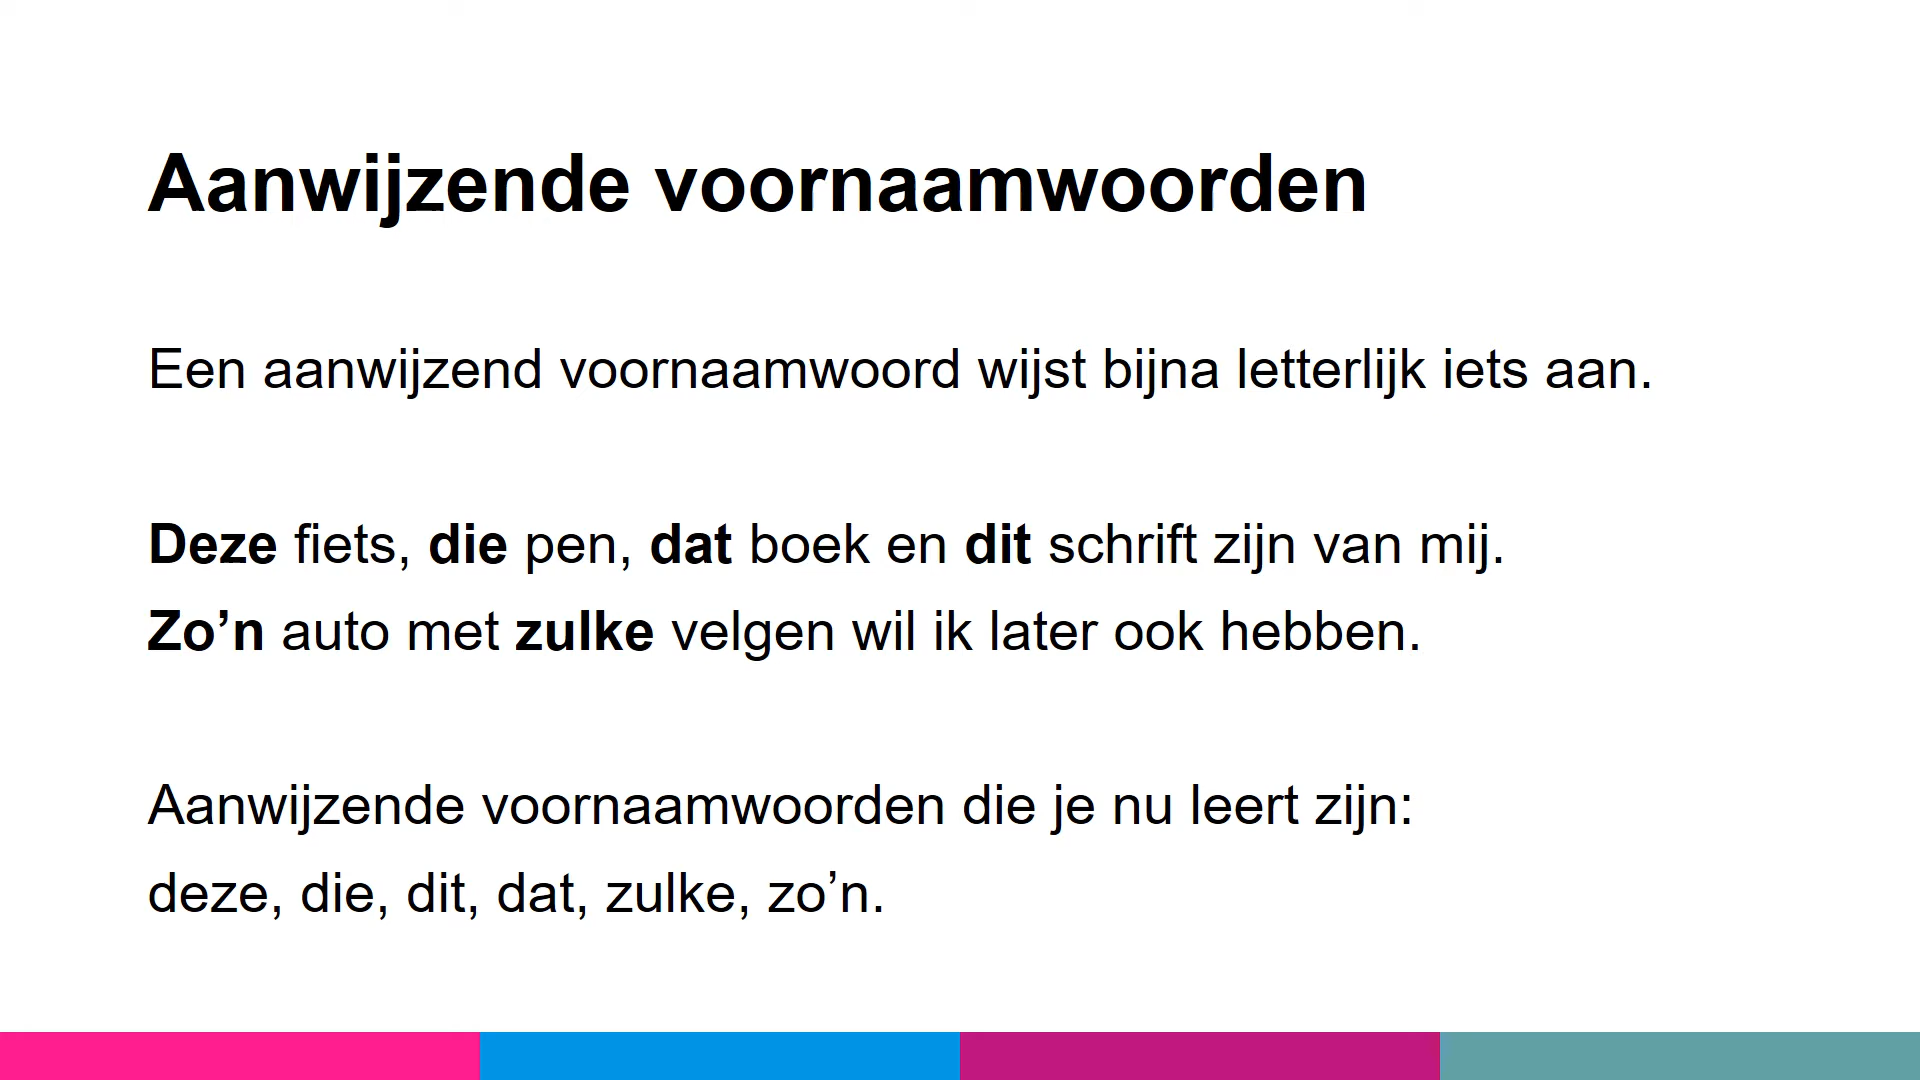 Aanwijzende voornaamwoorden
Een aanwijzend voornaamwoord wijst bijna letterlijk iets aan.
Deze fiets, die pen, dat boek en dit schrift zijn van mij.
Zo’n auto met zulke velgen wil ik later ook hebben.
Aanwijzende voornaamwoorden die je nu leert zijn:
deze, die, dit, dat, zulke, zo’n.